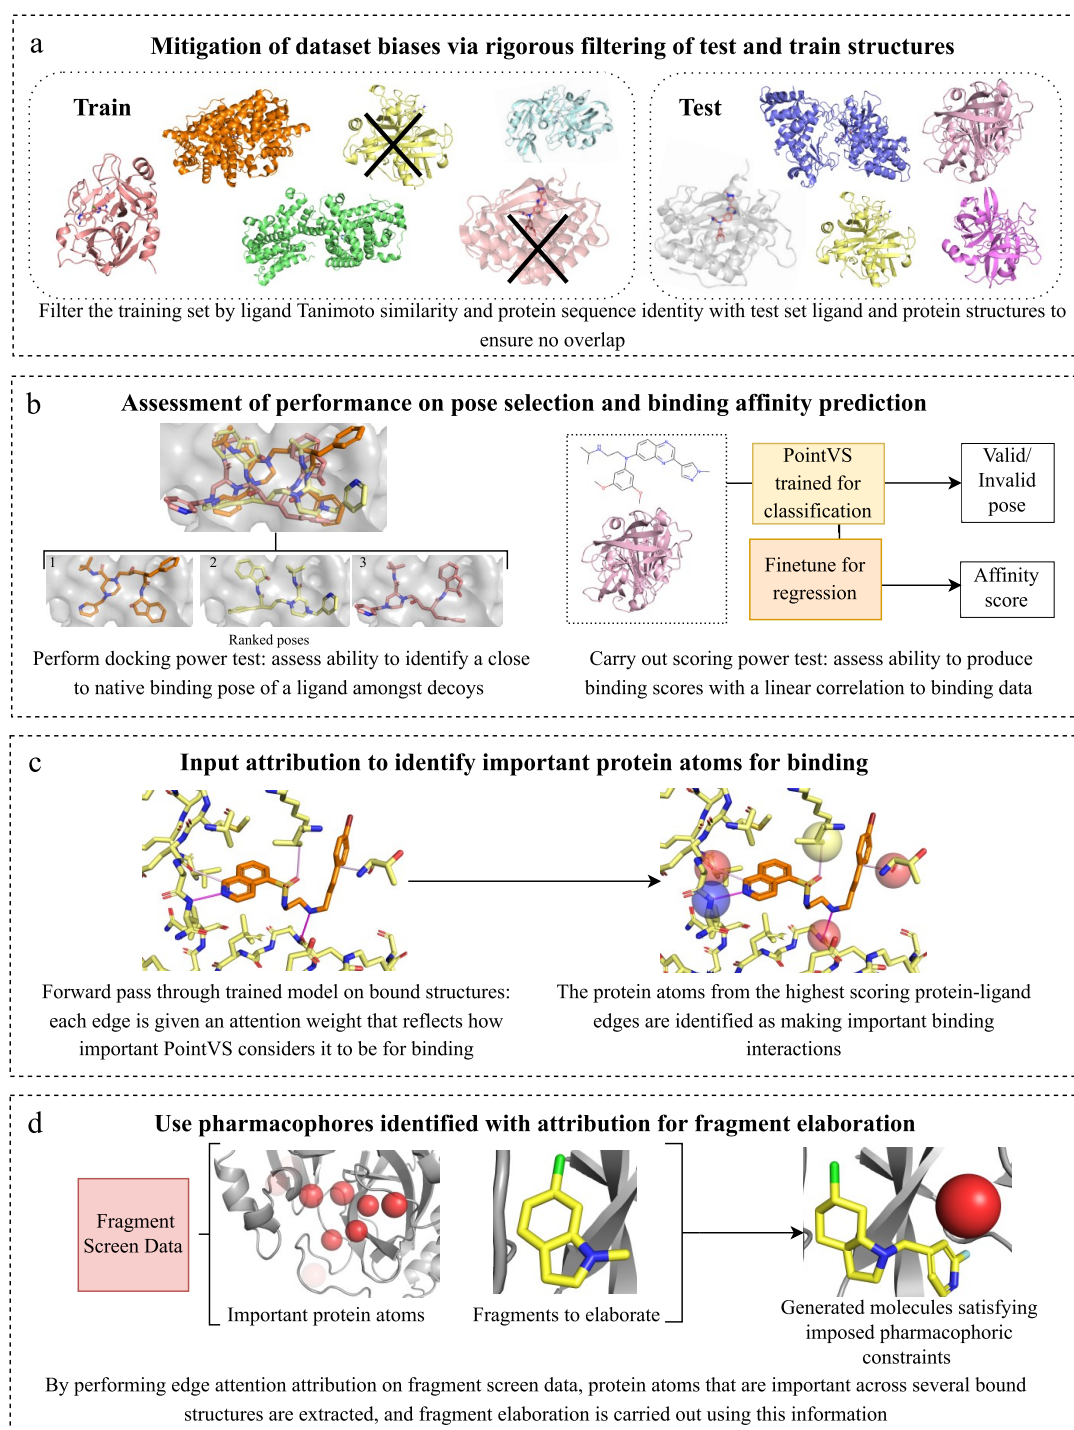 a
Mitigation of dataset biases via rigorous filtering of test and train structures
Train
Test
Filter the training set by ligand Tanimoto similarity and protein sequence identity with test set ligand and protein structures to
ensure no overlap
b
Assessment of performance on pose selection and binding affinity prediction
1
2
3
Ranked poses
Perform docking power test: assess ability to identify a close
to native binding pose of a ligand amongst decoys
PointVS
trained for
classification
Valid/
Invalid
pose
Finetune for
regression
Affinity
score
Carry out scoring power test: assess ability to produce
binding scores with a linear correlation to binding data
c
Input attribution to identify important protein atoms for binding
Forward pass through trained model on bound structures:
each edge is given an attention weight that reflects how
important PointVS considers it to be for binding
The protein atoms from the highest scoring protein-ligand
edges are identified as making important binding
interactions
d
Use pharmacophores identified with attribution for fragment elaboration
Fragment
Screen Data
Important protein atoms
Fragments to elaborate
Generated molecules satisfying
imposed pharmacophoric
constraints
By performing edge attention attribution on fragment screen data, protein atoms that are important across several bound
structures are extracted, and fragment elaboration is carried out using this information